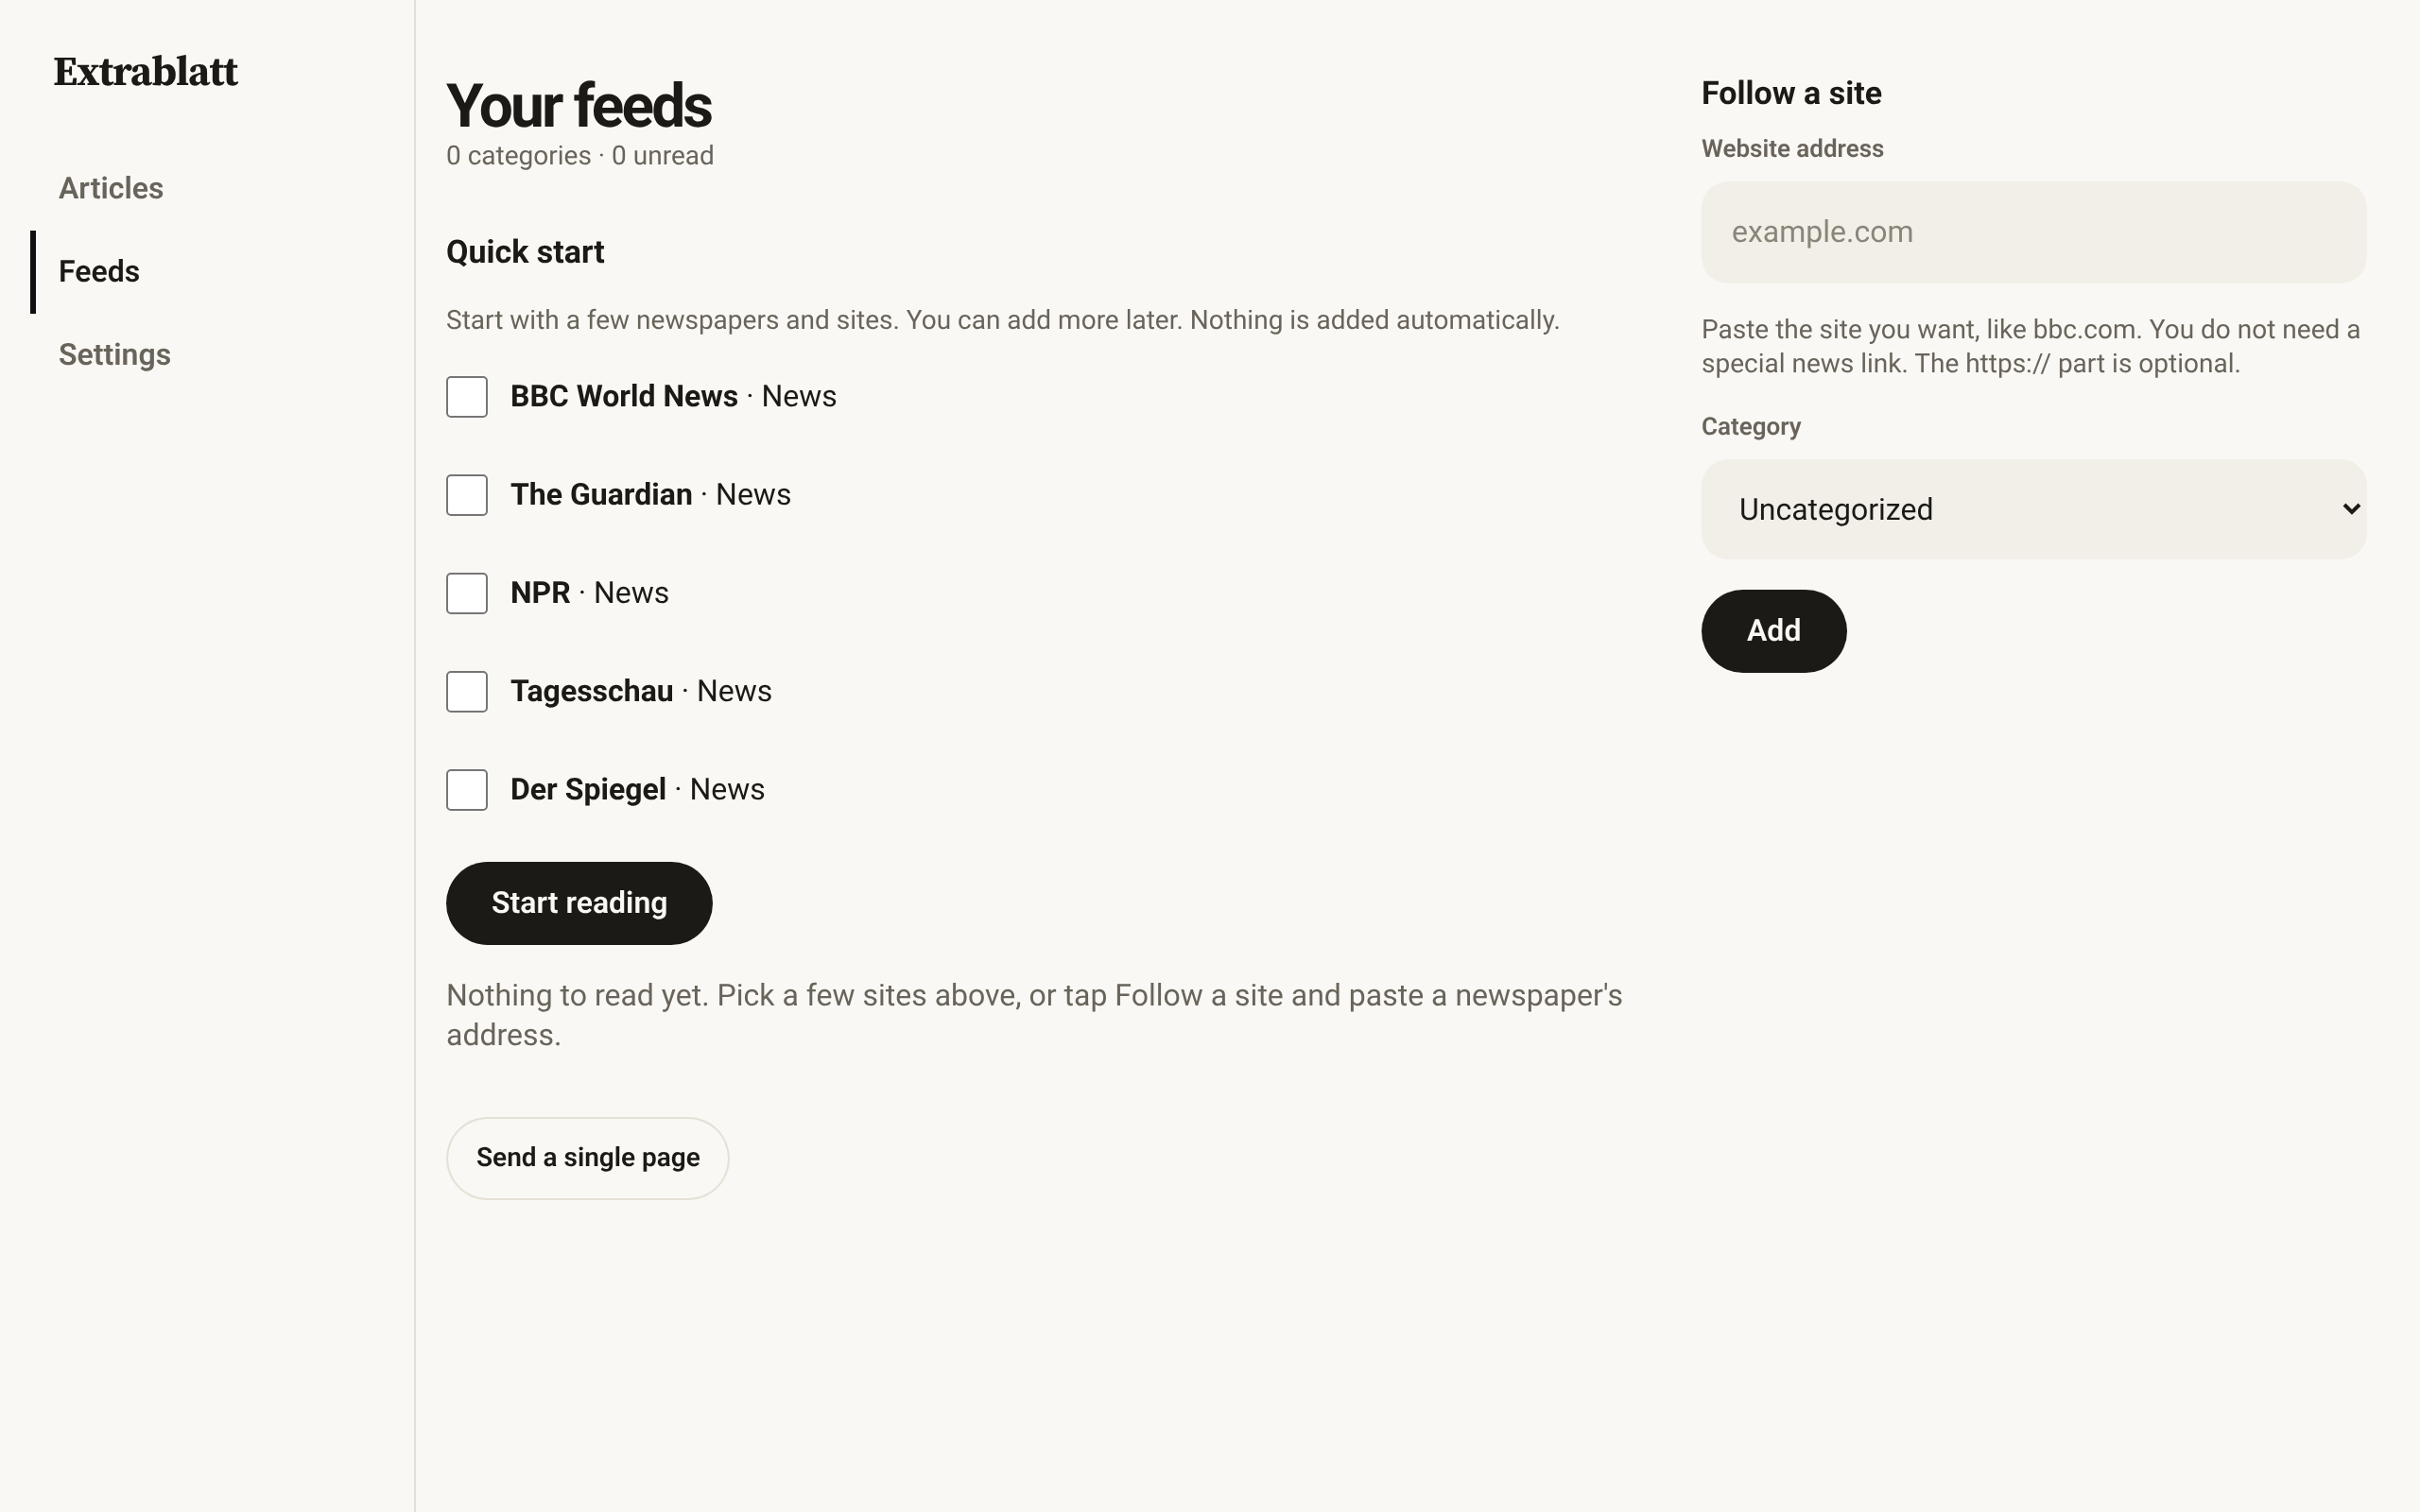 Extrablatt
Articles
Feeds
Settings
Your feeds
0 categories · 0 unread
Quick start
Start with a few newspapers and sites. You can add more later. Nothing is added automatically.
BBC World News · News
The Guardian · News
NPR · News
Tagesschau · News
Der Spiegel · News
Start reading
Nothing to read yet. Pick a few sites above, or tap Follow a site and paste a newspaper's
address.
Send a single page
Follow a site
Website address
example.com
Paste the site you want, like bbc.com. You do not need a
special news link. The https:// part is optional.
Category
Uncategorized
Add